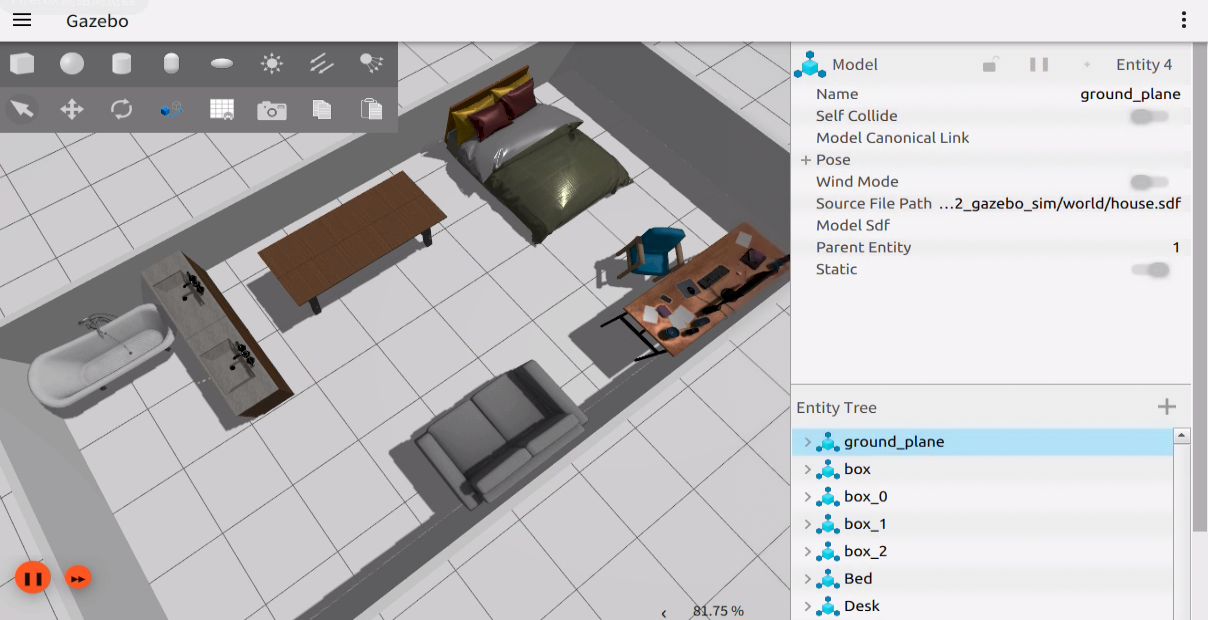 Gazebo
Model
Entity 4
Name ground_plane
Self Collide
Model Canonical Link
Pose
Wind Mode
Source File Path …2_gazebo_sim/world/house.sdf
Model Sdf
Parent Entity 1
Static
Entity Tree
ground_plane
box
box_0
box_1
box_2
Bed
Desk
81.75 %